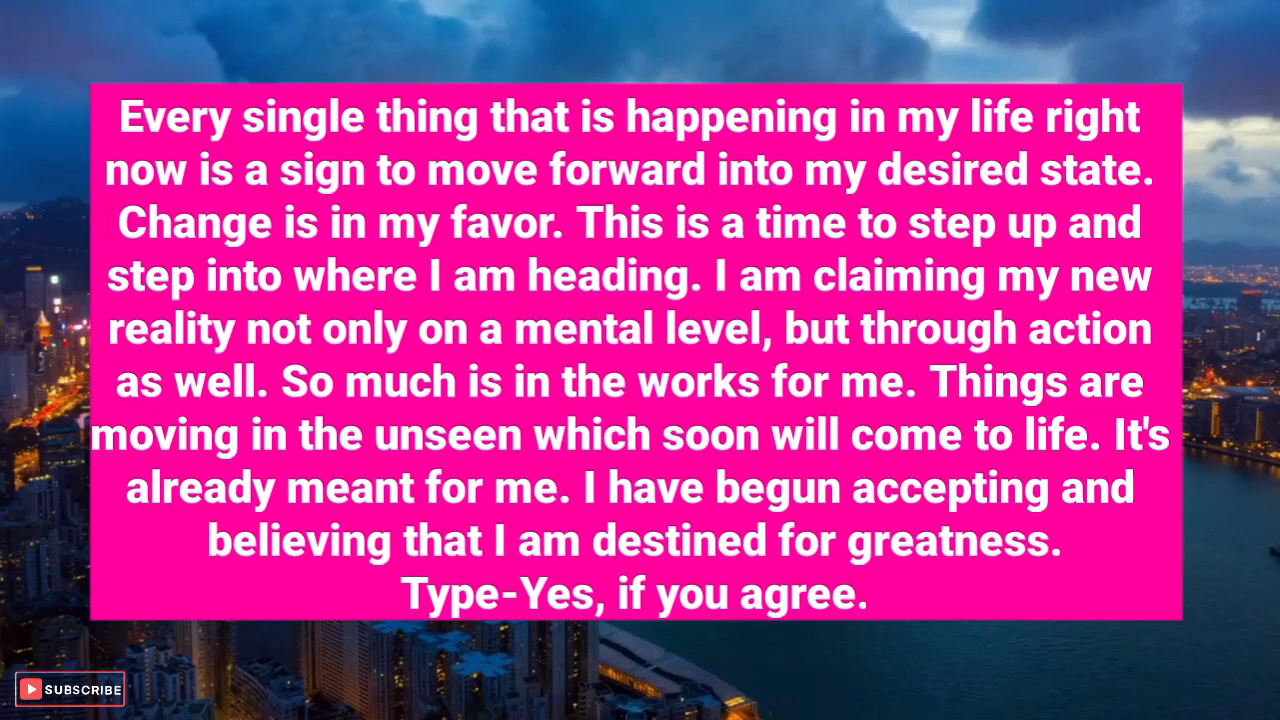 Every single thing that is happening in my life right
now is a sign to move forward into my desired state.
Change is in my favor. This is a time to step up and
step into where I am heading. I am claiming my new
reality not only on a mental level, but through action
as well. So much is in the works for me. Things are
moving in the unseen which soon will come to life. It's
already meant for me. I have begun accepting and
believing that I am destined for greatness.
Type-Yes, if you agree.
SUBSCRIBE